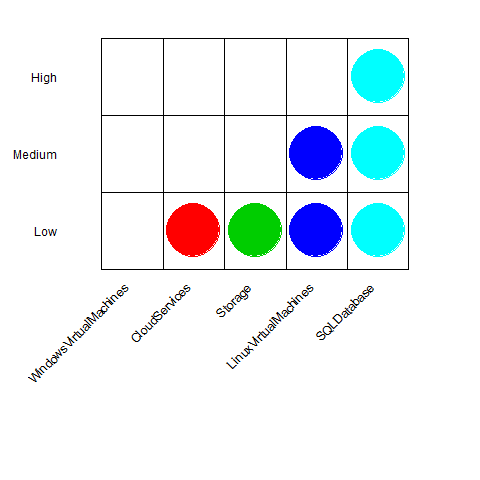 High
Medium
Low
WindowsVirtualMachines
CloudServices
Storage
LinuxVirtualMachines
SQLDatabase